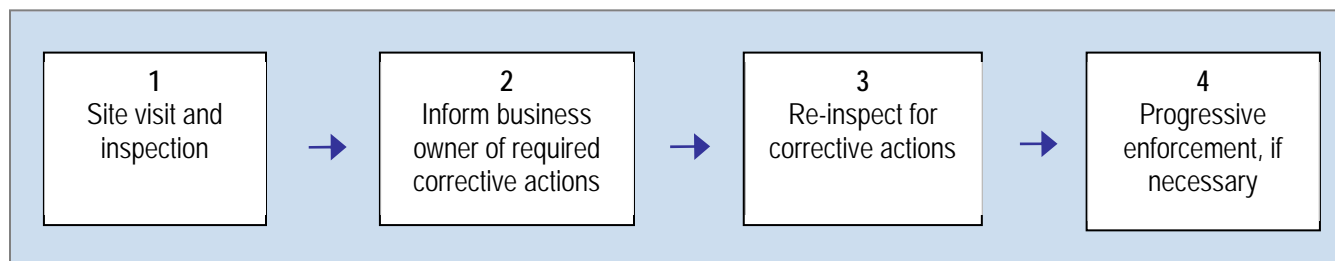 1
Site visit and
inspection
2
Inform business
owner of required
corrective actions
3
Re-inspect for
corrective actions
4
Progressive
enforcement, if
necessary